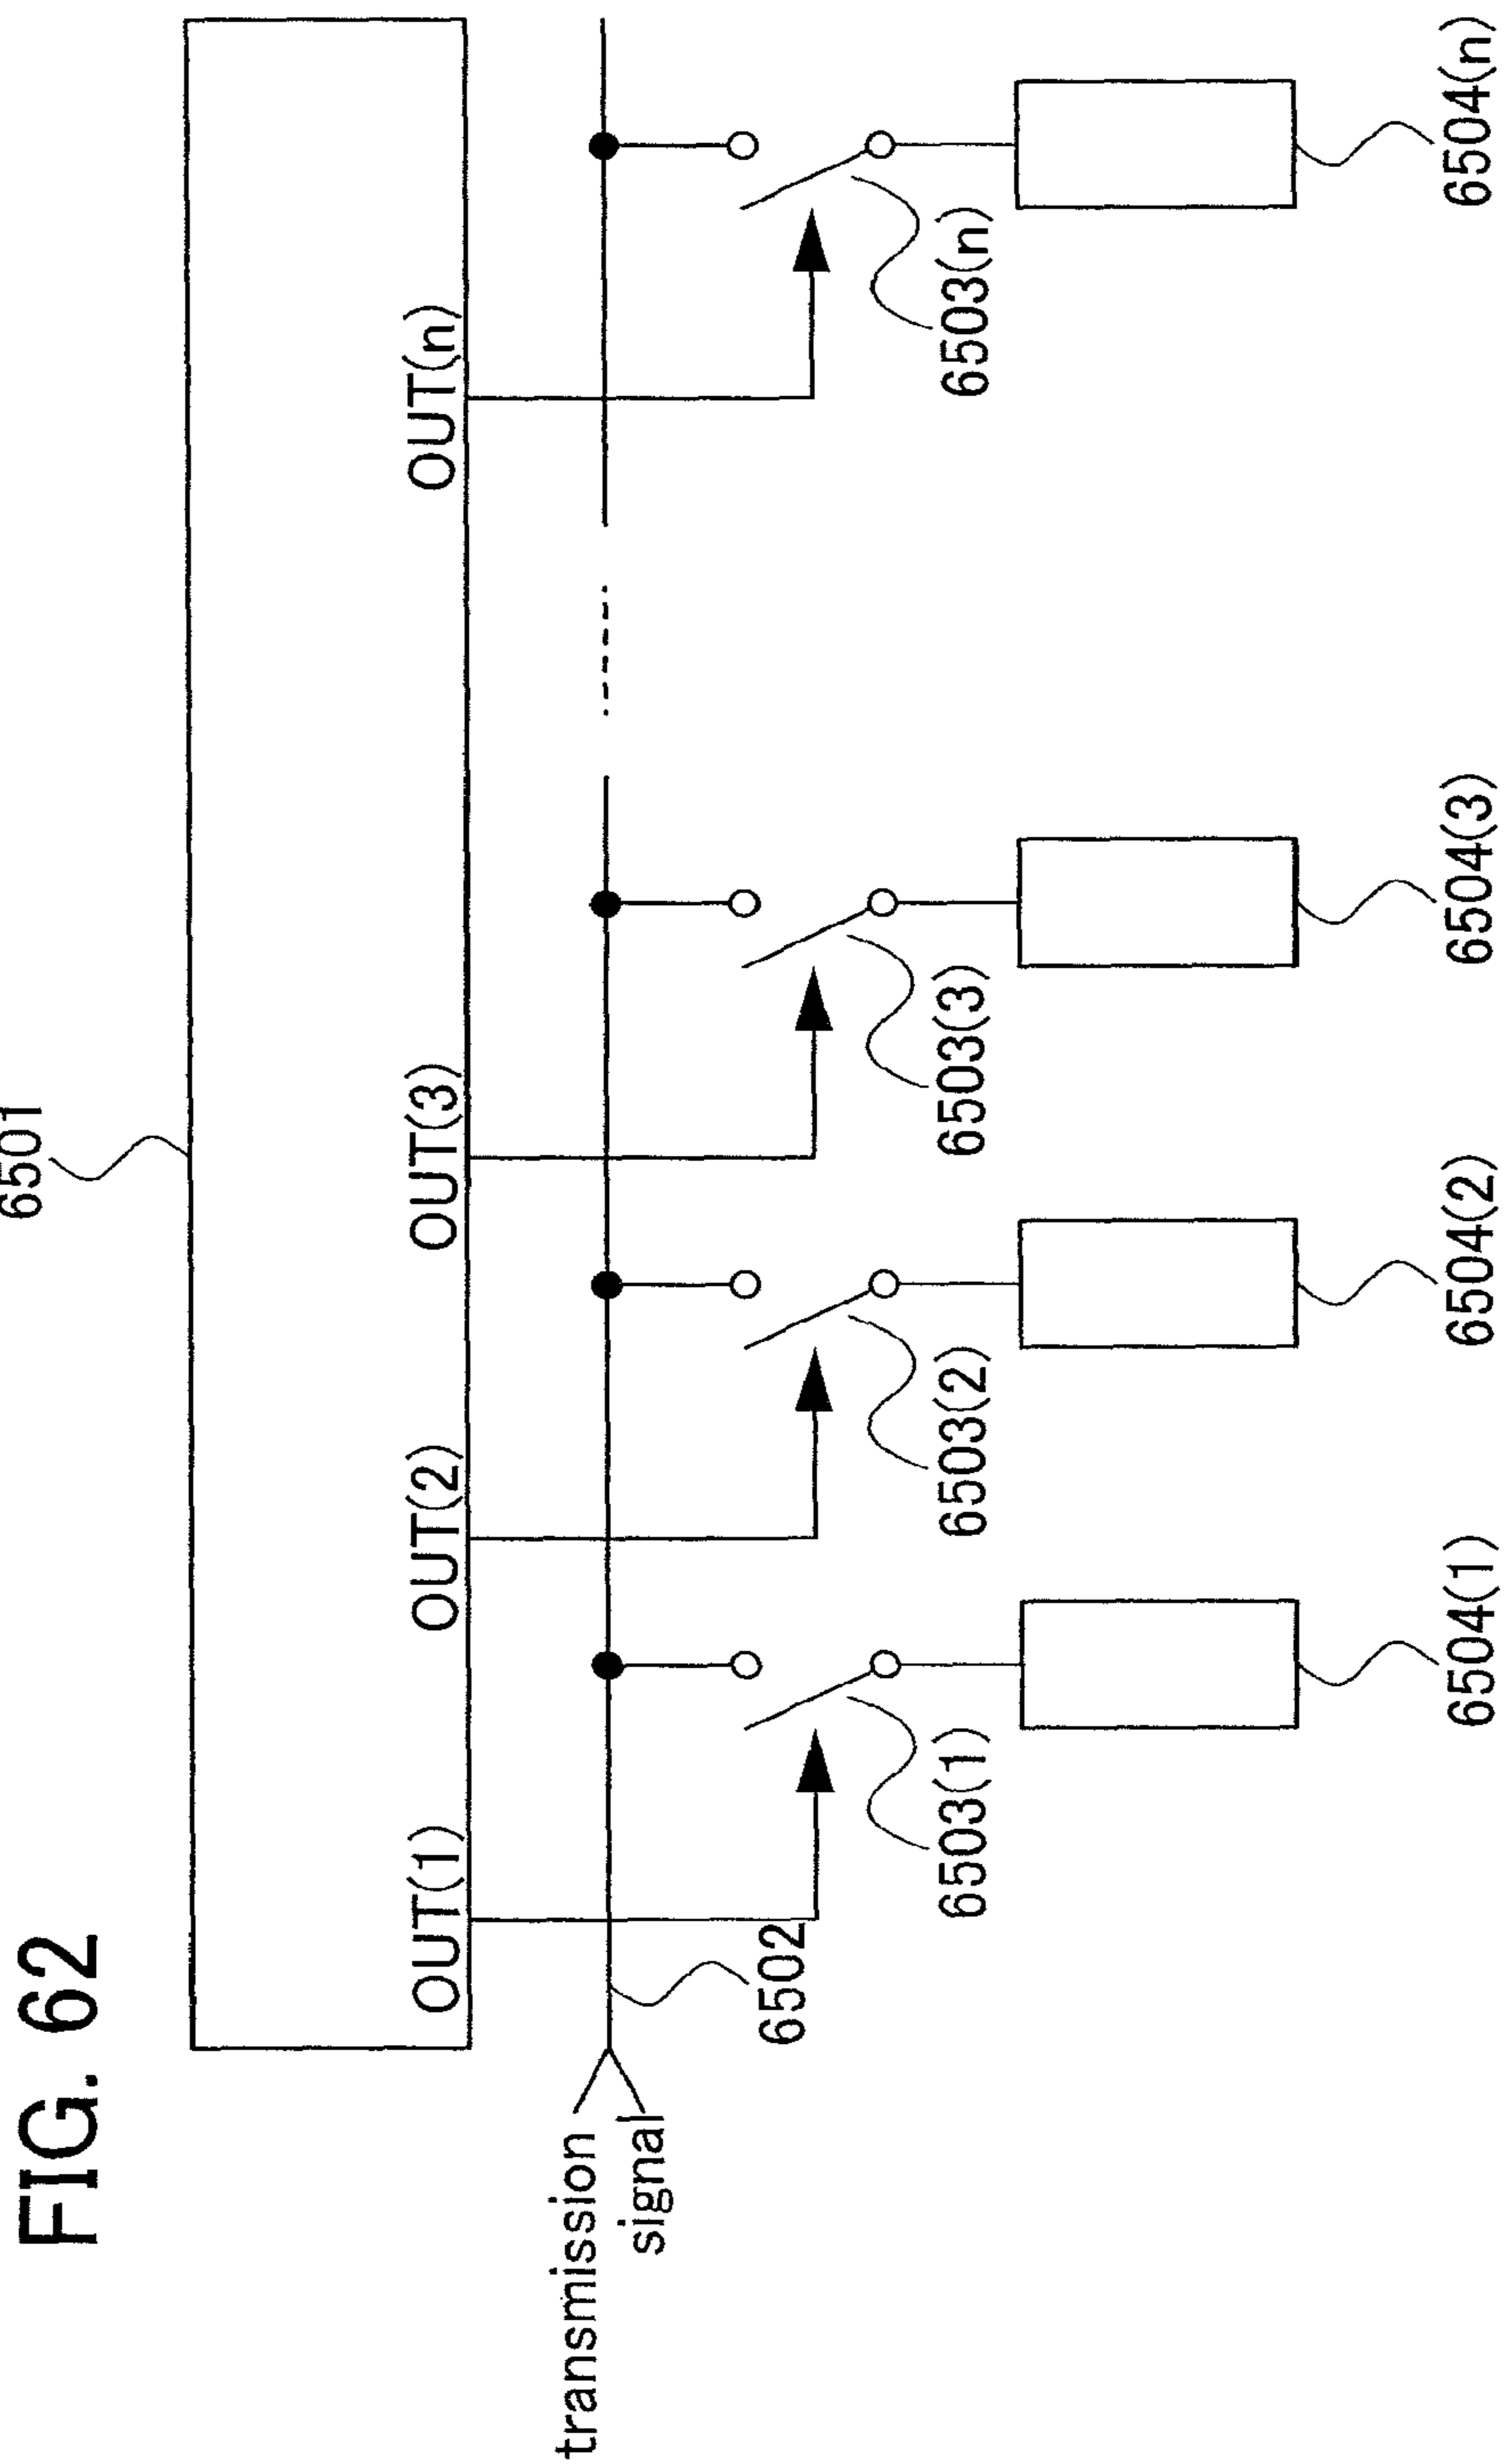 FIG. 62
6501
OUT(1)
OUT(2)
OUT(3)
OUT(n)
transmission
signal
6502
6503(1)
6503(2)
6503(3)
6503(n)
6504(1)
6504(2)
6504(3)
6504(n)